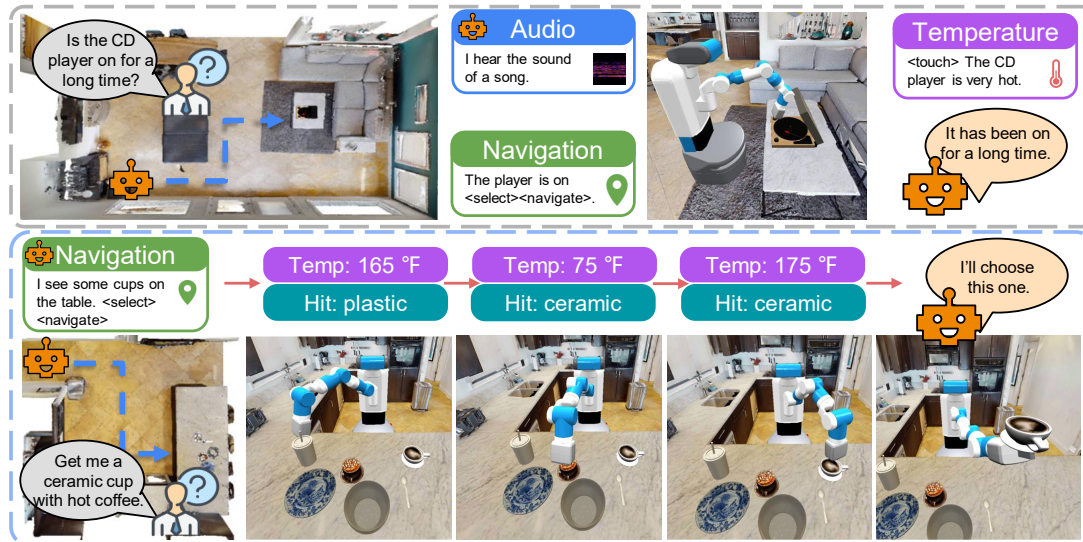 Is the CD
player on for a
long time?
Audio
I hear the sound
of a song.
Navigation
The player is on
<select><navigate>.
Temperature
<touch> The CD
player is very hot.
It has been on
for a long time.
Navigation
I see some cups on
the table. <select>
<navigate>
Temp: 165 °F
Hit: plastic
Temp: 75 °F
Hit: ceramic
Temp: 175 °F
Hit: ceramic
I'll choose
this one.
Get me a
ceramic cup
with hot coffee.